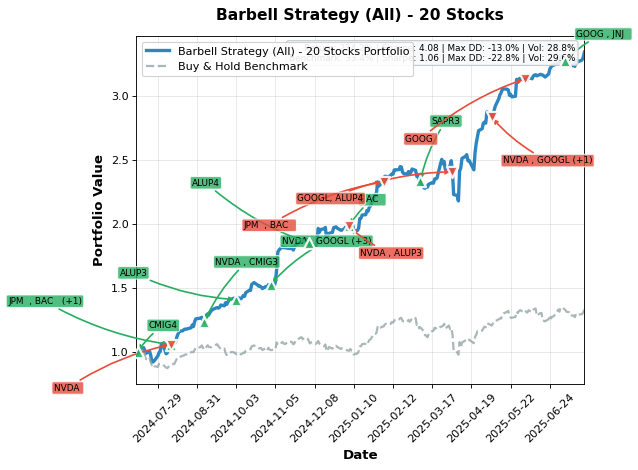 Barbell Strategy (All) - 20 Stocks
GOOG , JNJ
Barbell Strategy (All) - 20 Stocks Portfolio
Buy & Hold Benchmark
4.08 | Max DD: -13.0% | Vol: 28.8%
1.06 | Max DD: -22.8% | Vol:
SAPR3
GOOG
NVDA , GOOGL (+1)
ALUP4
GOOGL, ALUP4
BAC
JPM , BAC
NVDA
GOOGL (+3)
NVDA , ALUP3
NVDA , CMIG3
ALUP3
JPM , BAC (+1)
CMIG4
NVDA
Portfolio Value
3.0
2.5
2.0
1.5
1.0
2024-07-29
2024-08-31
2024-10-03
2024-11-05
2024-12-08
2025-01-10
2025-02-12
2025-03-17
2025-04-19
2025-05-22
2025-06-24
Date